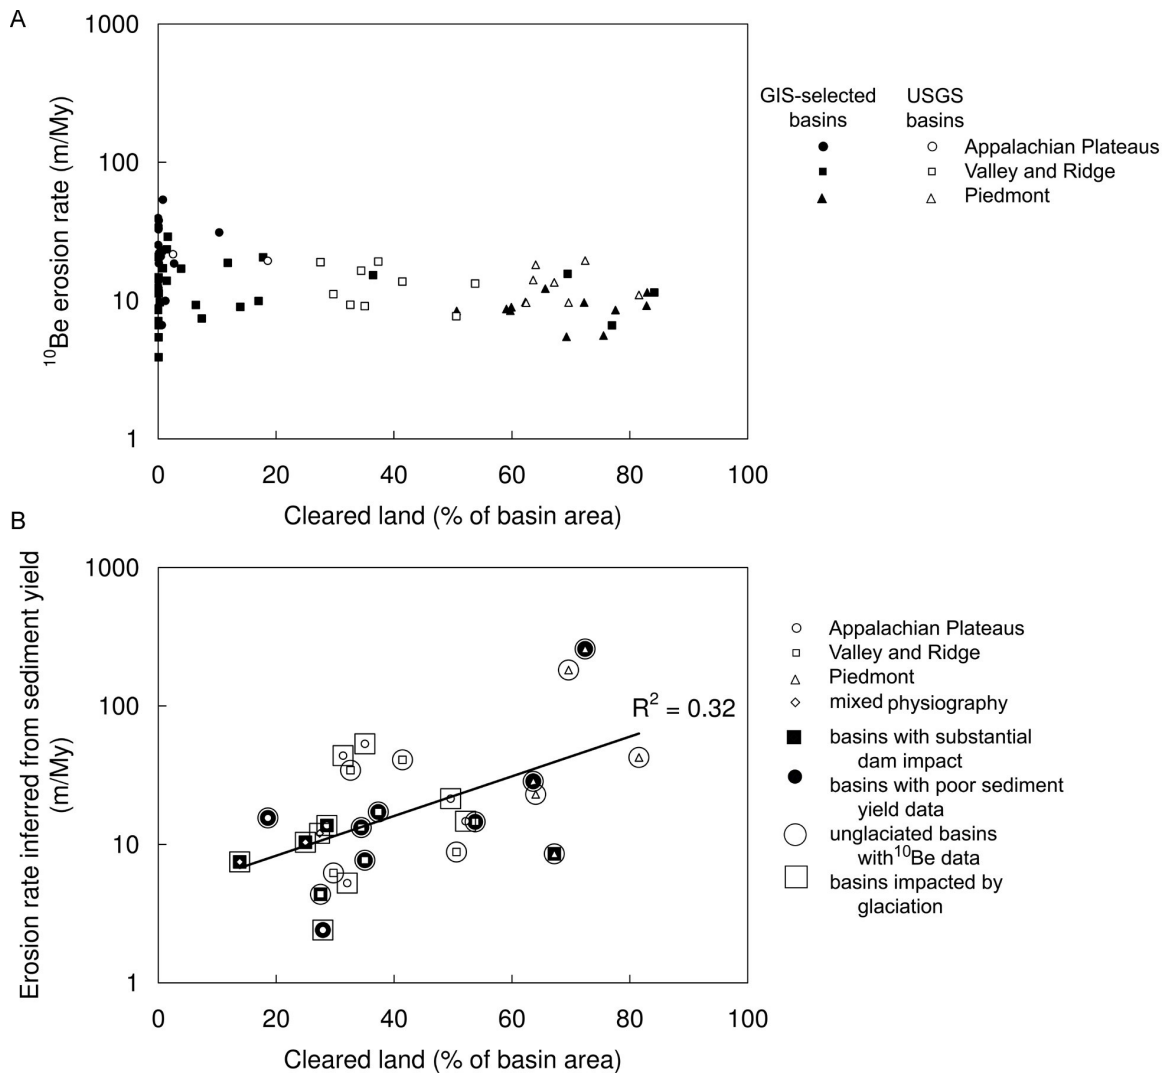 A
1000
100
10
1
¹⁰Be erosion rate (m/My)
0 20 40 60 80 100
Cleared land (% of basin area)
GIS-selected USGS
basins basins
Appalachian Plateaus
Valley and Ridge
Piedmont
B
1000
100
10
1
Erosion rate inferred from sediment yield
(m/My)
R² = 0.32
0 20 40 60 80 100
Cleared land (% of basin area)
Appalachian Plateaus
Valley and Ridge
Piedmont
mixed physiography
basins with substantial
dam impact
basins with poor sediment
yield data
unglaciated basins
with¹⁰Be data
basins impacted by
glaciation